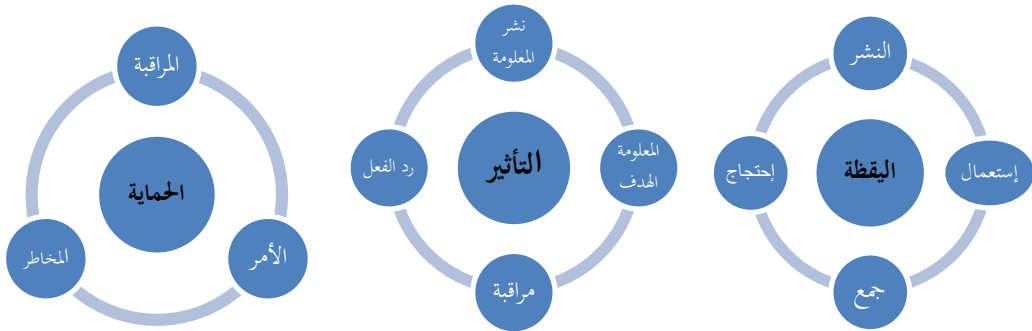 النشر
إستعمال
اليقظة
إحتجاج
جمع
نشر
المعلومة
المعلومة
الهدف
التأثير
رد الفعل
مراقبة
المراقبة
الحماية
الأمر
المخاطر